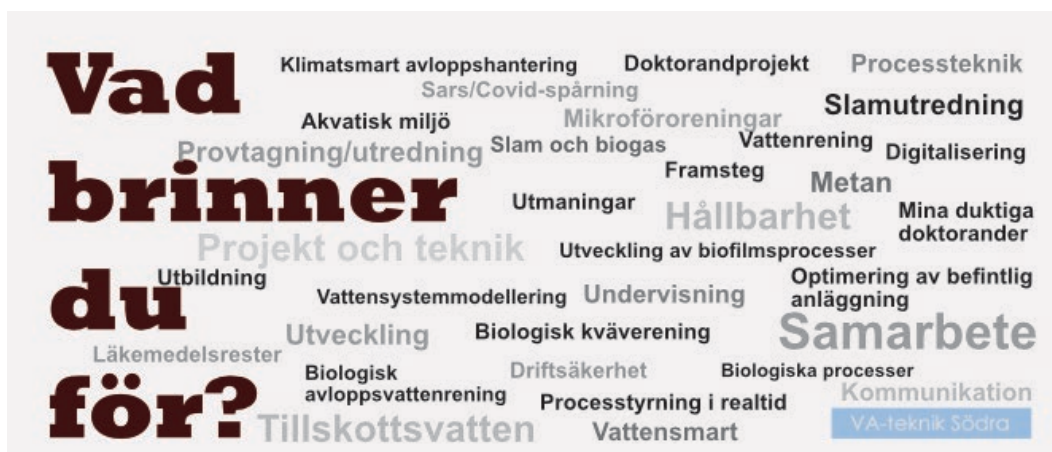 Vad
brinner
du
för?
Klimatsmart avloppshantering
Doktorandprojekt
Processteknik
Sars/Covid-spårning
Slamutredning
Akvatisk miljö
Mikroföroreningar
Provtagning/utredning
Slam och biogas
Vattenrening
Digitalisering
Framsteg
Metan
Utmaningar
Hållbarhet
Mina duktiga
doktorander
Projekt och teknik
Utveckling av biofilmsprocesser
Utbildning
Vattensystemmodellering
Undervisning
Optimering av befintlig
anläggning
Utveckling
Biologisk kväverening
Samarbete
Läkemedelsrester
Biologisk
avloppsvattenrening
Driftsäkerhet
Biologiska processer
Processtyrning i realtid
Kommunikation
Tillskottsvatten
Vattensmart
VA-teknik Södra